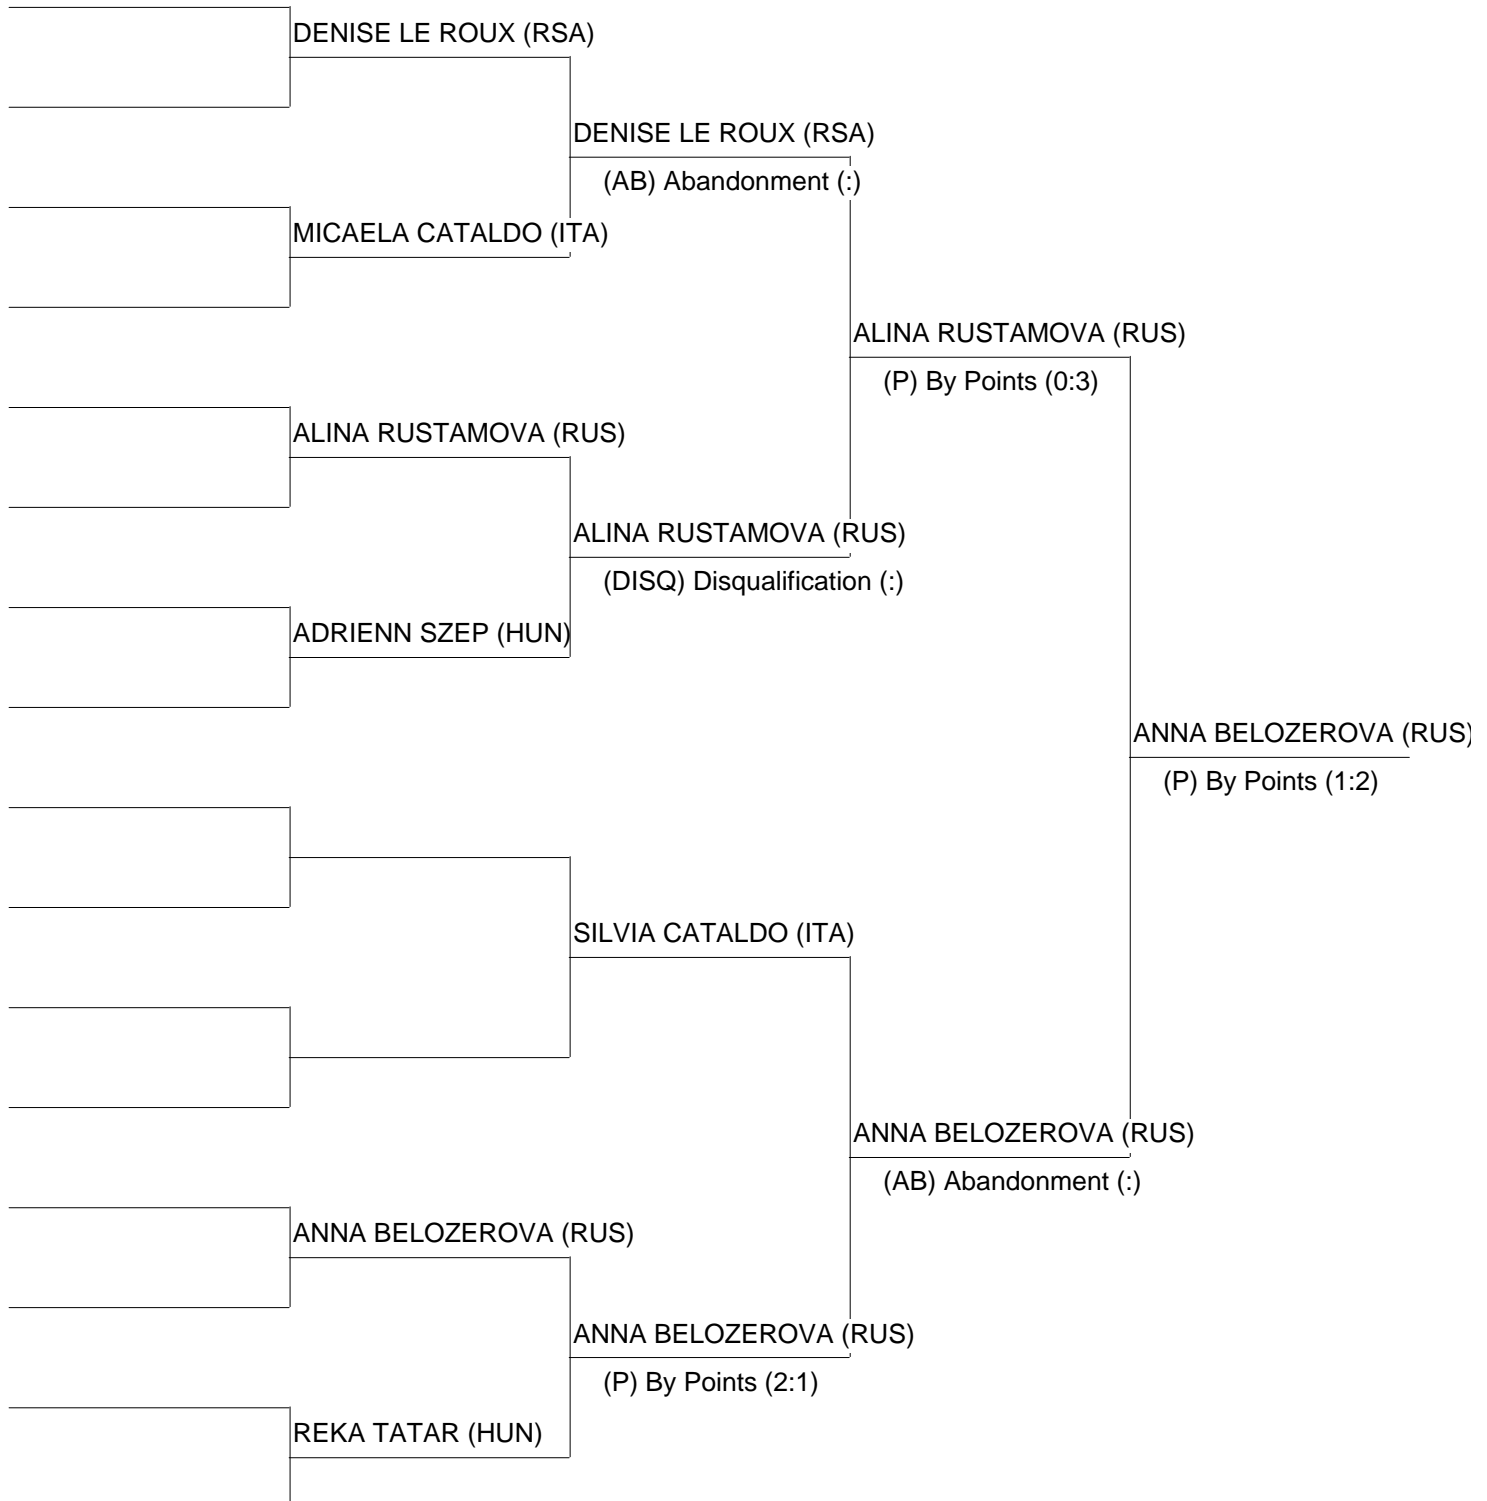 DENISE LE ROUX (RSA)
DENISE LE ROUX (RSA)
(AB) Abandonment (:)
MICAELA CATALDO (ITA)
ALINA RUSTAMOVA (RUS)
(P) By Points (0:3)
ALINA RUSTAMOVA (RUS)
ALINA RUSTAMOVA (RUS)
(DISQ) Disqualification (:)
ADRIENN SZEP (HUN)
ANNA BELOZEROVA (RUS)
(P) By Points (1:2)
SILVIA CATALDO (ITA)
ANNA BELOZEROVA (RUS)
(AB) Abandonment (:)
ANNA BELOZEROVA (RUS)
ANNA BELOZEROVA (RUS)
(P) By Points (2:1)
REKA TATAR (HUN)